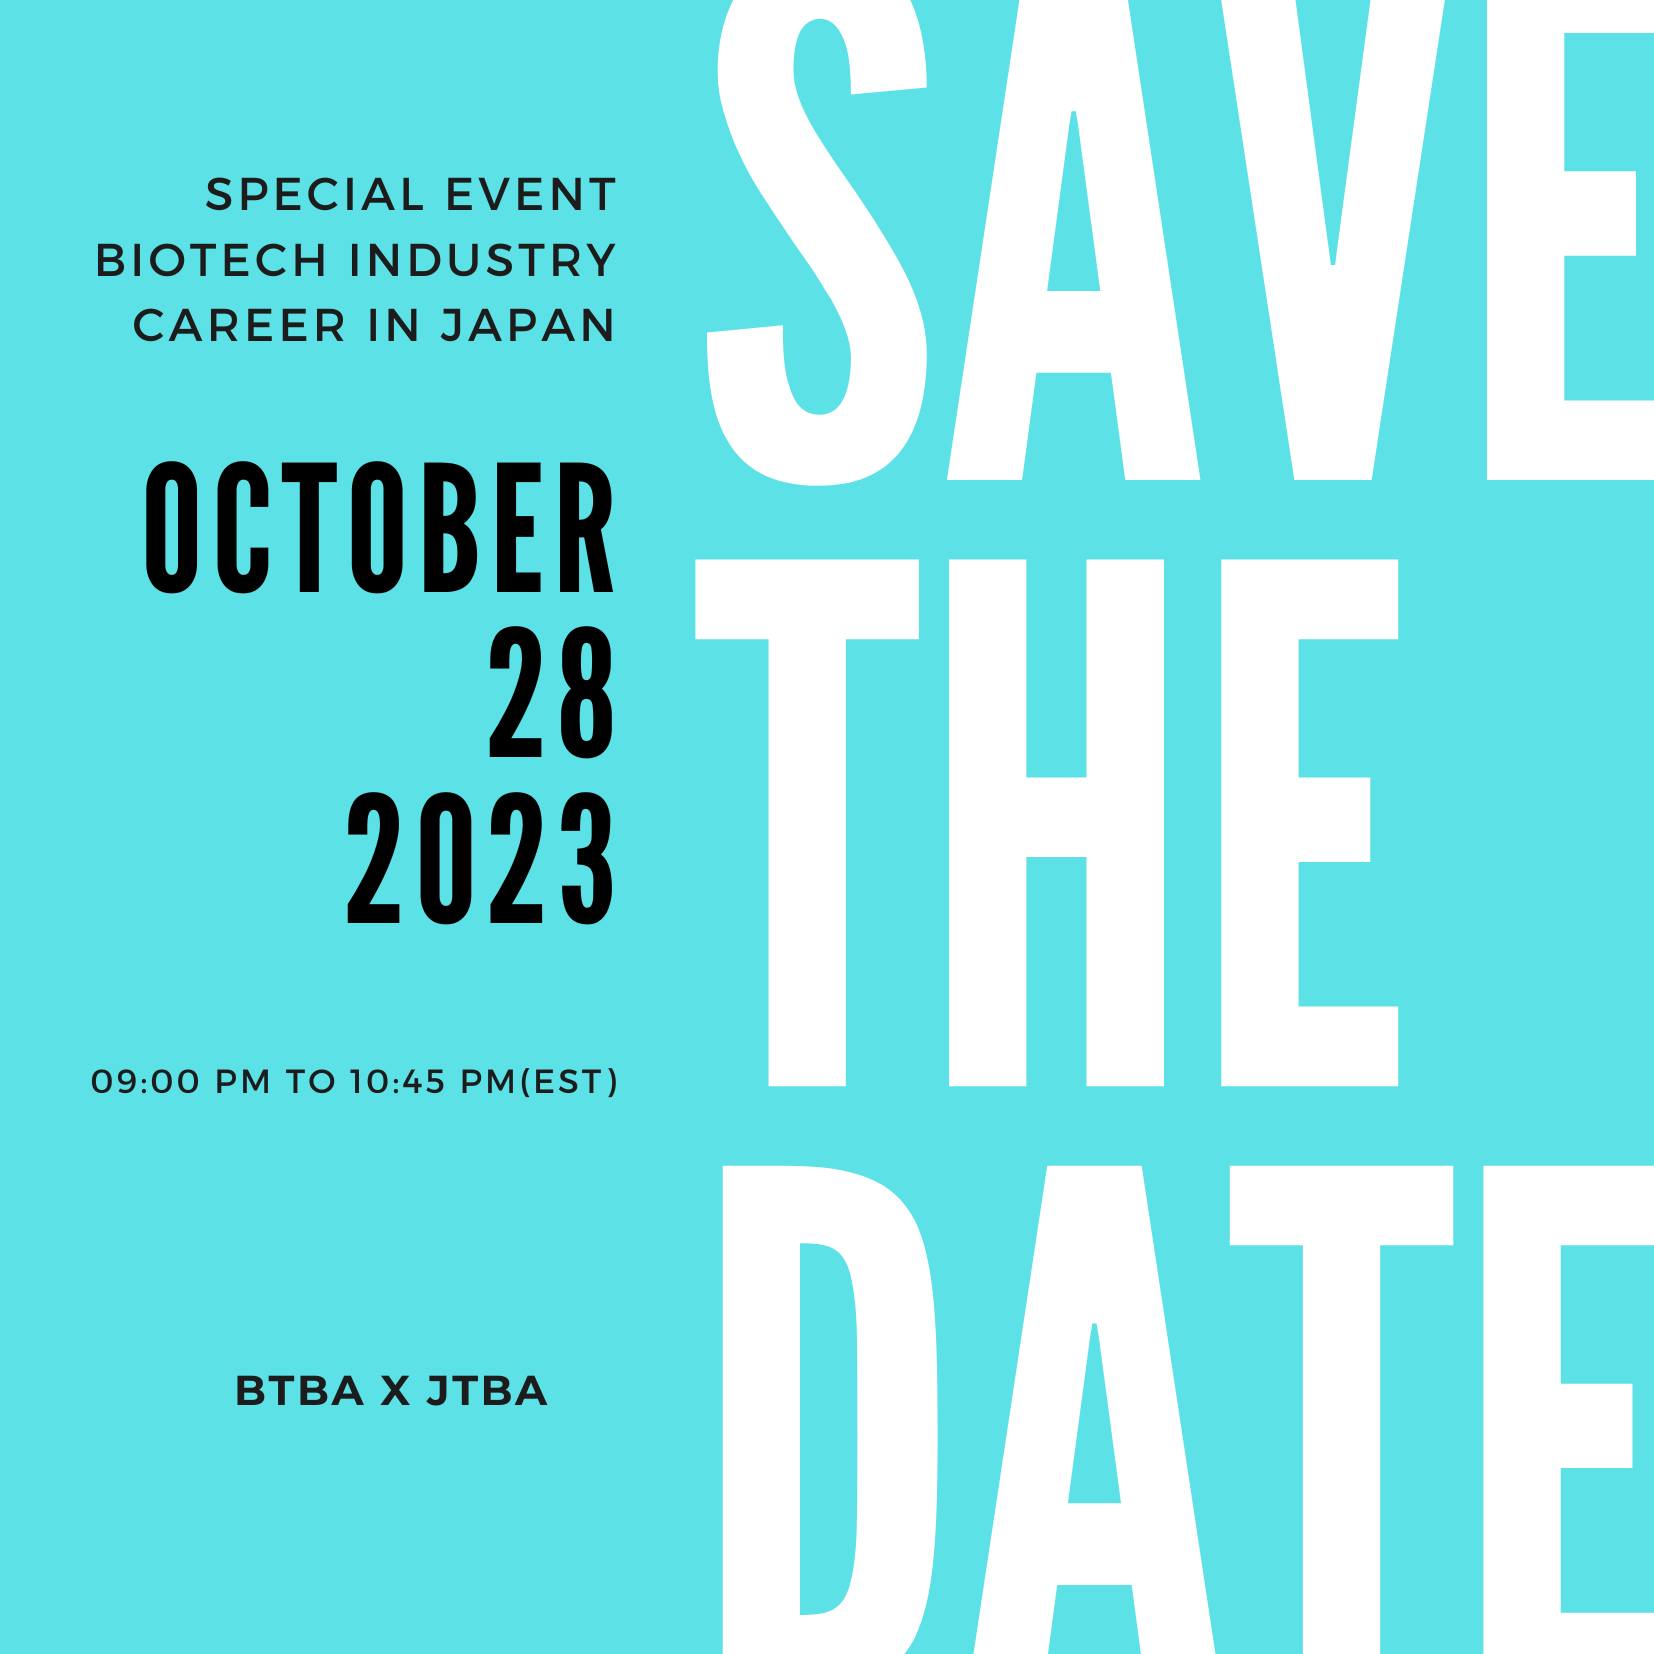 SPECIAL EVENT
BIOTECH INDUSTRY
CAREER IN JAPAN
OCTOBER
28
2023
09:00 PM TO 10:45 PM(EST)
BTBA X JTBA
SAVE
THE
DATE